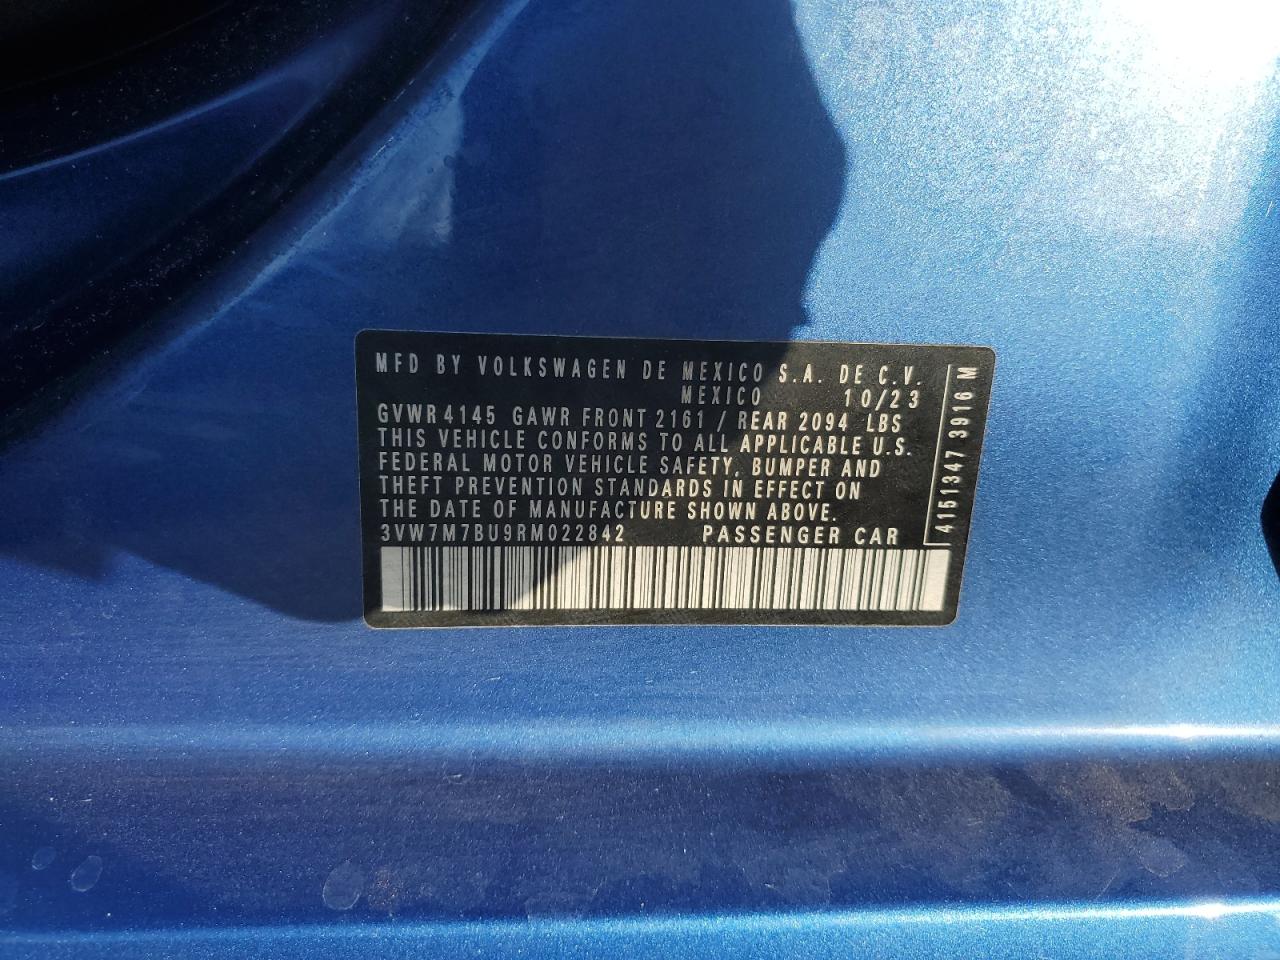 MFD BY VOLKSWAGEN DE MEXICO S.A. DE C.V.
MEXICO 10/23
GVWR 4145 GAWR FRONT 2161 / REAR 2094 LBS
THIS VEHICLE CONFORMS TO ALL APPLICABLE U.S.
FEDERAL MOTOR VEHICLE SAFETY, BUMPER AND
THEFT PREVENTION STANDARDS IN EFFECT ON
THE DATE OF MANUFACTURE SHOWN ABOVE.
3VW7M7BU9RM022842 PASSENGER CAR
4151347 3916 M